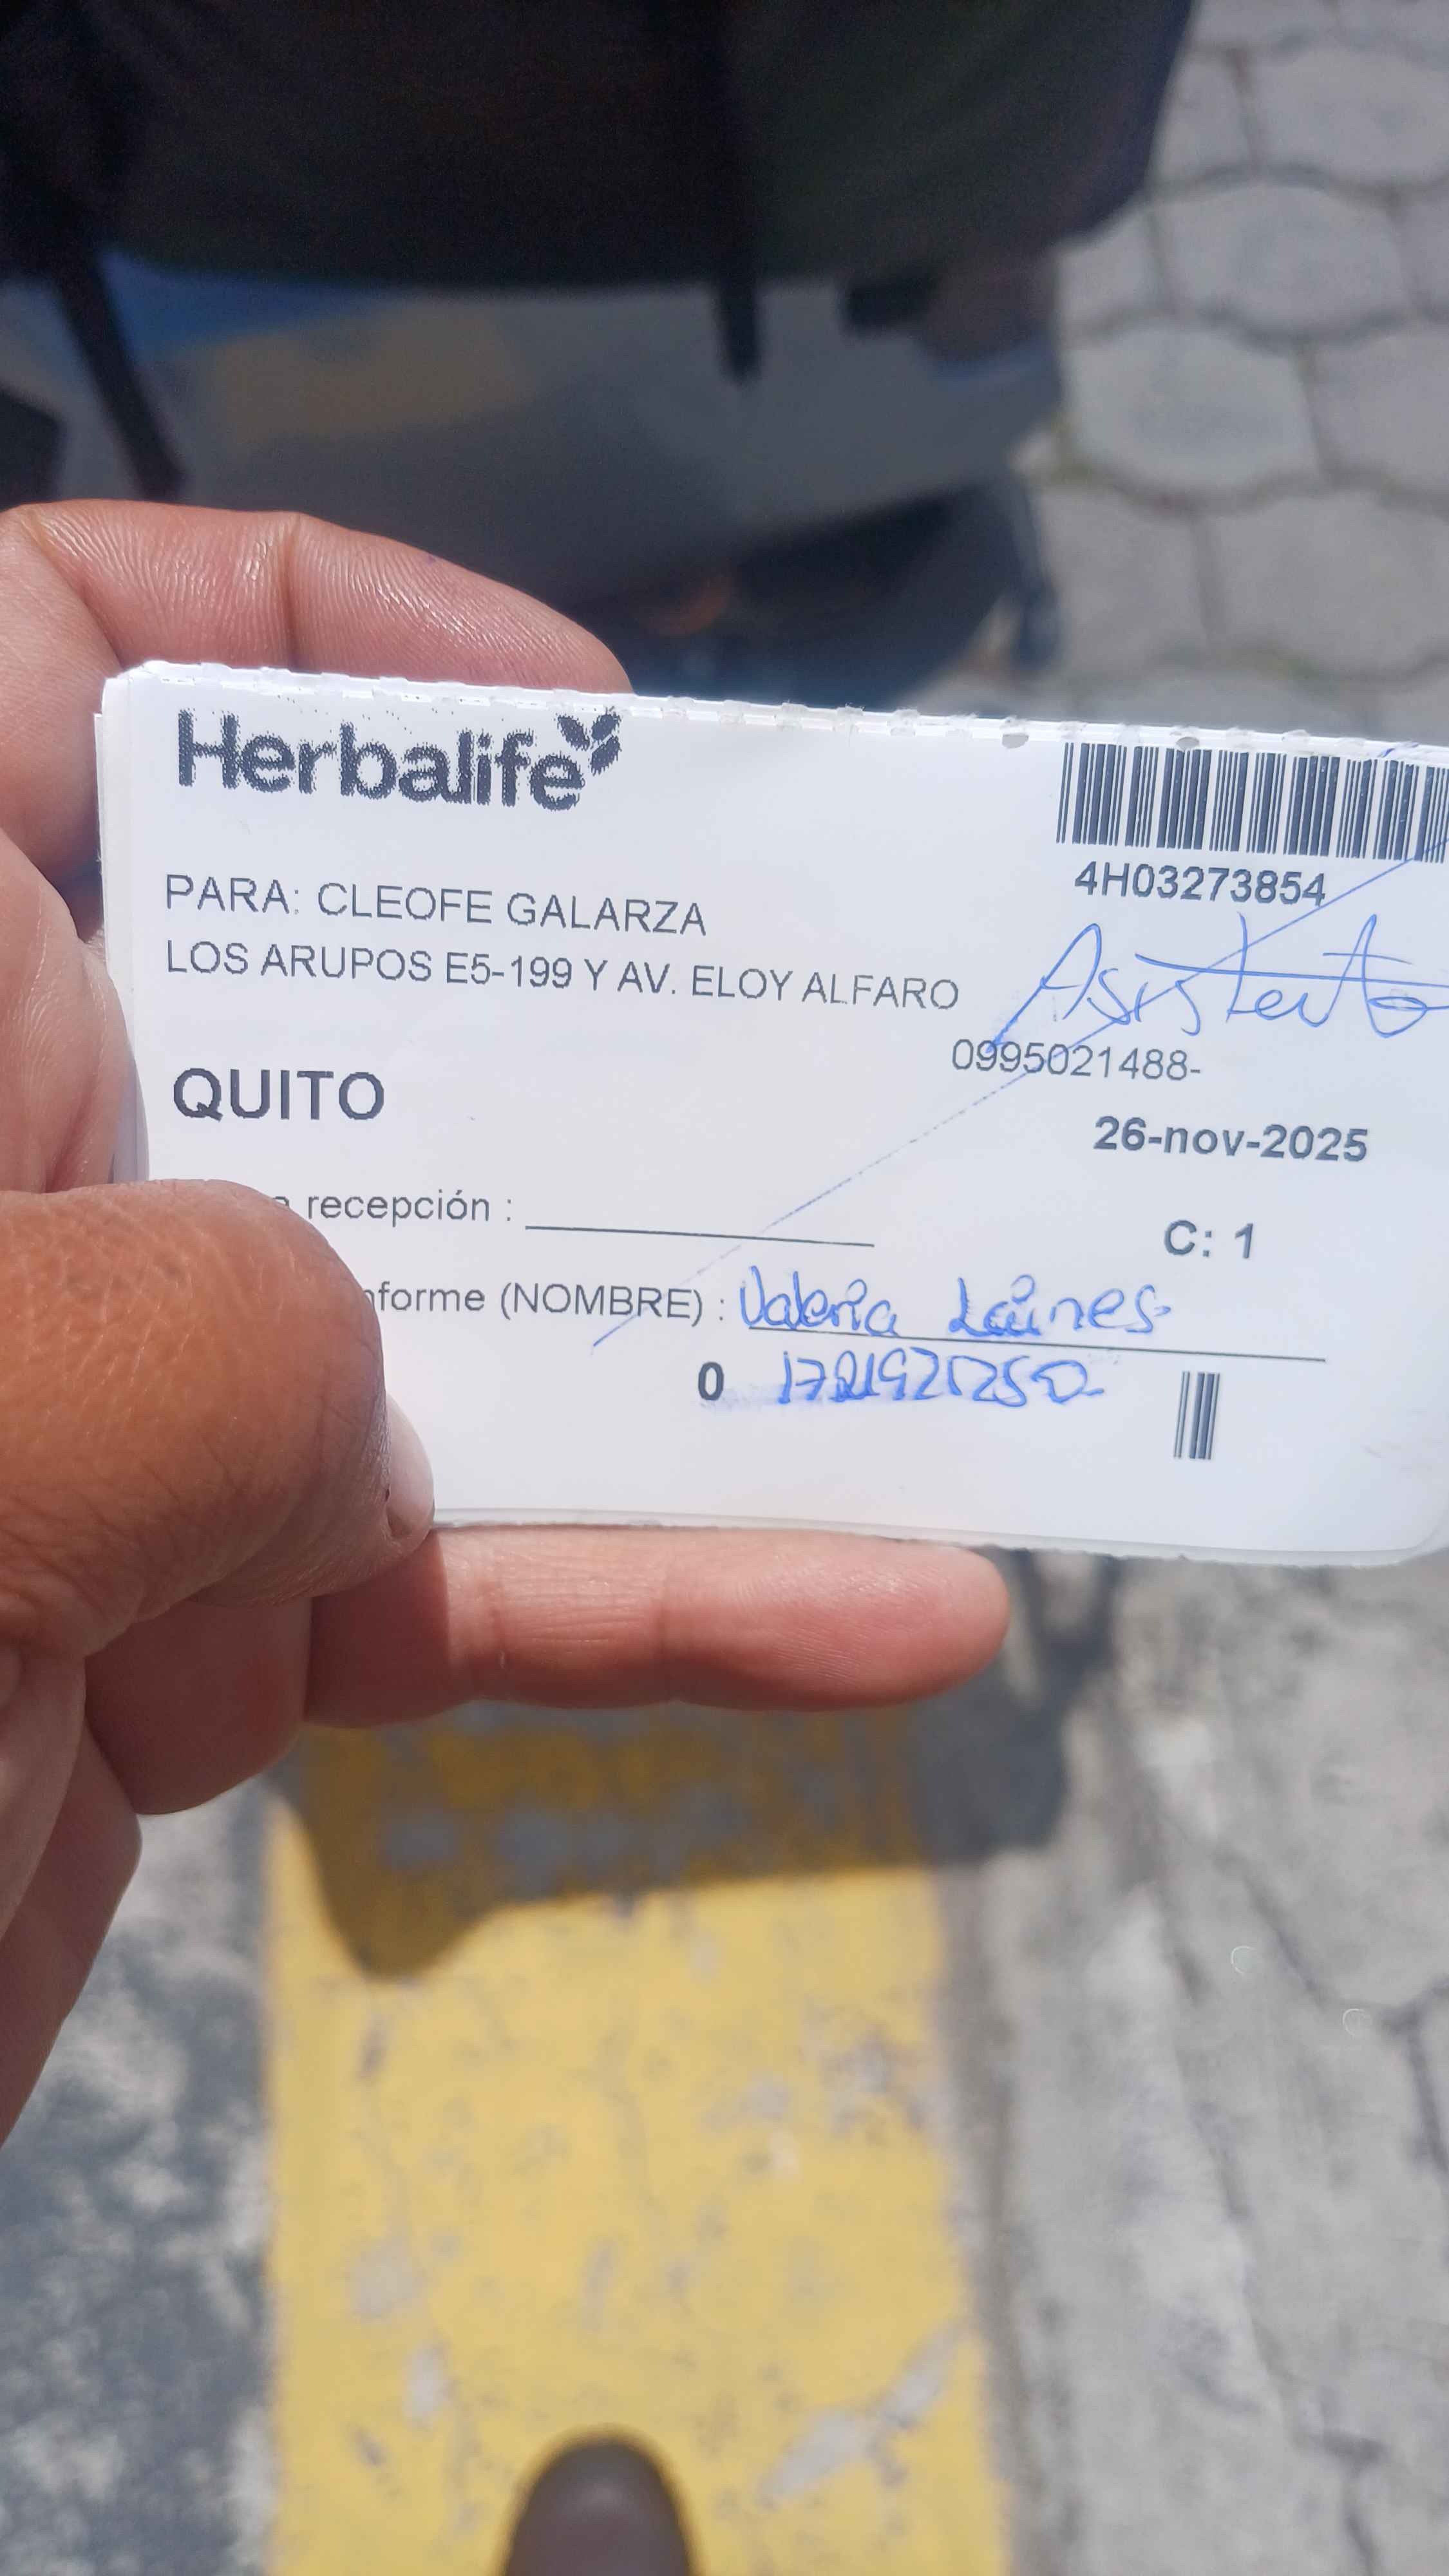 Herbalife
4H03273854
PARA: CLEOFE GALARZA
LOS ARUPOS E5-199 Y AV. ELOY ALFARO
Asistente
0995021488-
QUITO
26-nov-2025
recepción :
C: 1
nforme (NOMBRE) : Valeria
0